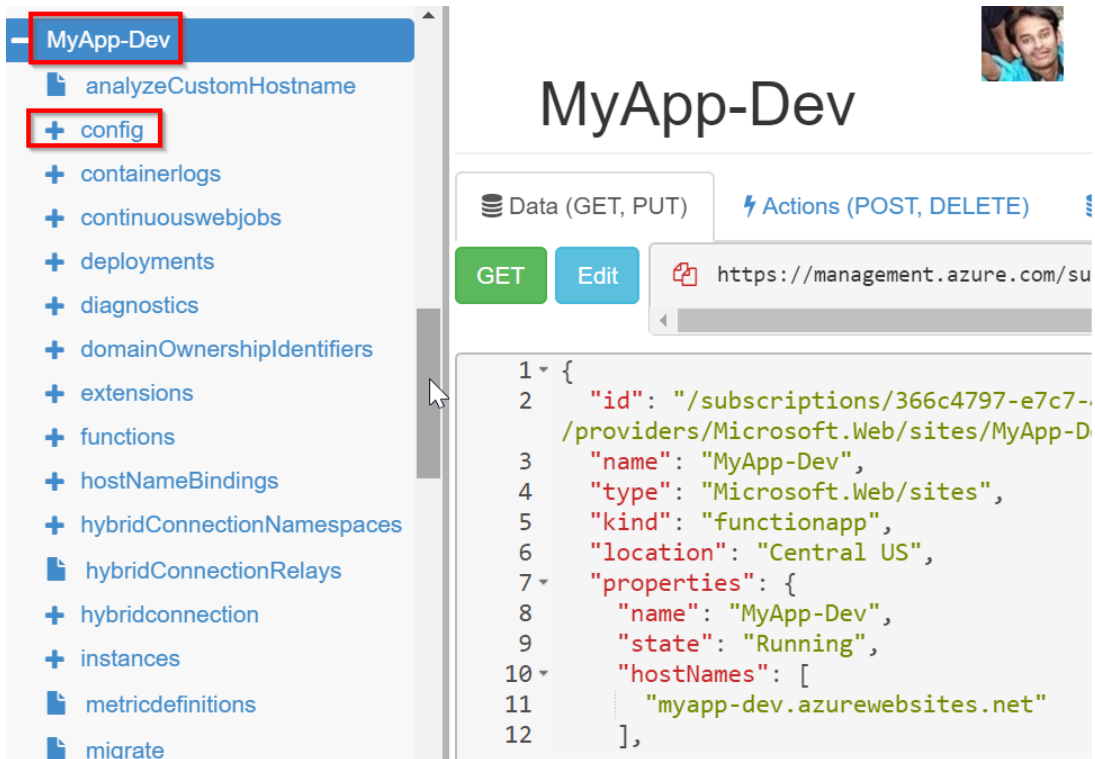 MyApp-Dev
analyzeCustomHostname
config
containerlogs
continuouswebjobs
deployments
diagnostics
domainOwnershipIdentifiers
extensions
functions
hostNameBindings
hybridConnectionNamespaces
hybridConnectionRelays
hybridconnection
instances
metricdefinitions
migrate
MyApp-Dev
Data (GET, PUT)
Actions (POST, DELETE)
GET
Edit
https://management.azure.com/su
1 {
2 "id": "/subscriptions/366c4797-e7c7-
/providers/Microsoft.Web/sites/MyApp-D
3 "name": "MyApp-Dev",
4 "type": "Microsoft.Web/sites",
5 "kind": "functionapp",
6 "location": "Central US",
7 "properties": {
8 "name": "MyApp-Dev",
9 "state": "Running",
10 "hostNames": [
11 "myapp-dev.azurewebsites.net"
12 ],